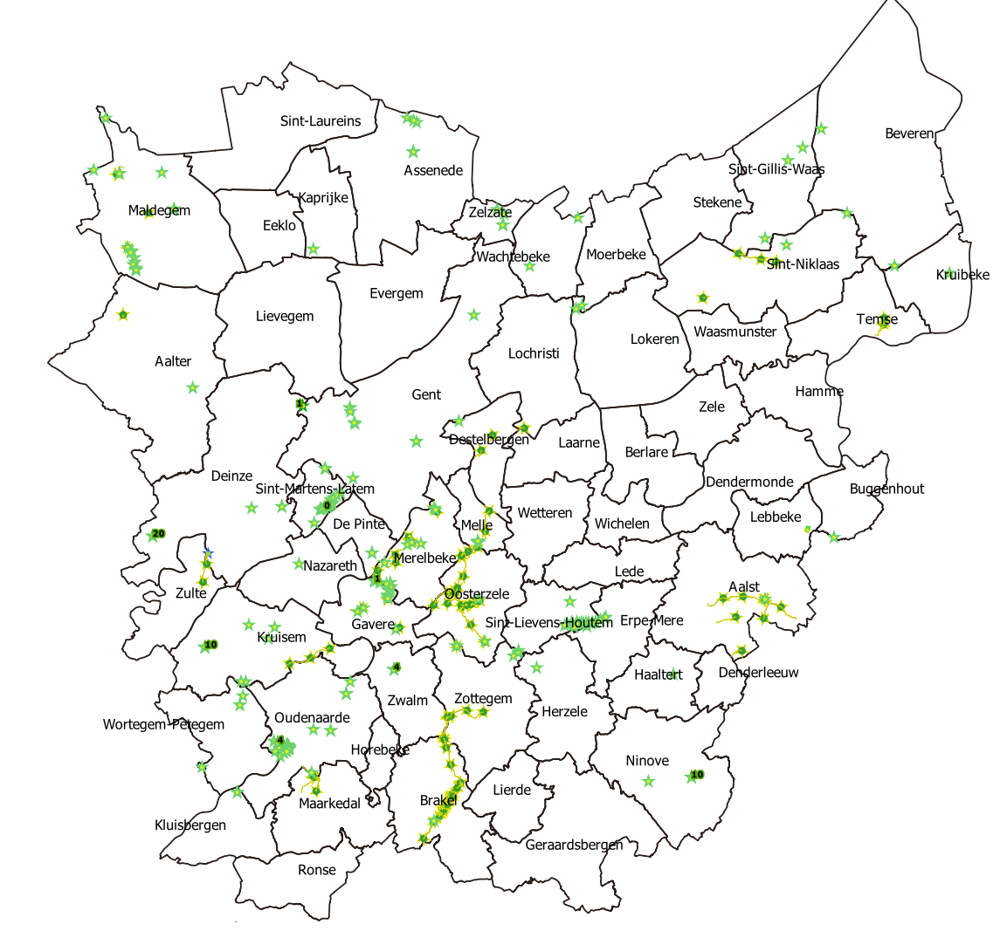 Sint-Laureins
Beveren
Assenede
Sint-Gillis-Waas
Kaprijke
Stekene
Maldegem
Zelzate
Eeklo
Wachtebeke
Moerbeke
Sint-Niklaas
Kruibeke
Evergem
Lievegem
Temse
Waasmunster
Lokeren
Lochristi
Aalter
Hamme
Gent
1
Zele
Destelbergen
Laarne
Berlare
Deinze
Dendermonde
Sint-Martens-Latem
Buggenhout
0
Wetteren
Lebbeke
De Pinte
Melle
Wichelen
20
Merelbeke
Nazareth
Lede
1
Zulte
Oosterzele
Aalst
Gavere
Sint-Lievens-Houtem
Erpe-Mere
Kruisem
10
4
Haaltert
Denderleeuw
Zwalm
Zottegem
Herzele
Oudenaarde
Wortegem-Petegem
4
Horebeke
Ninove
10
Lierde
Brakel
Maarkedal
Kluisbergen
Geraardsbergen
Ronse